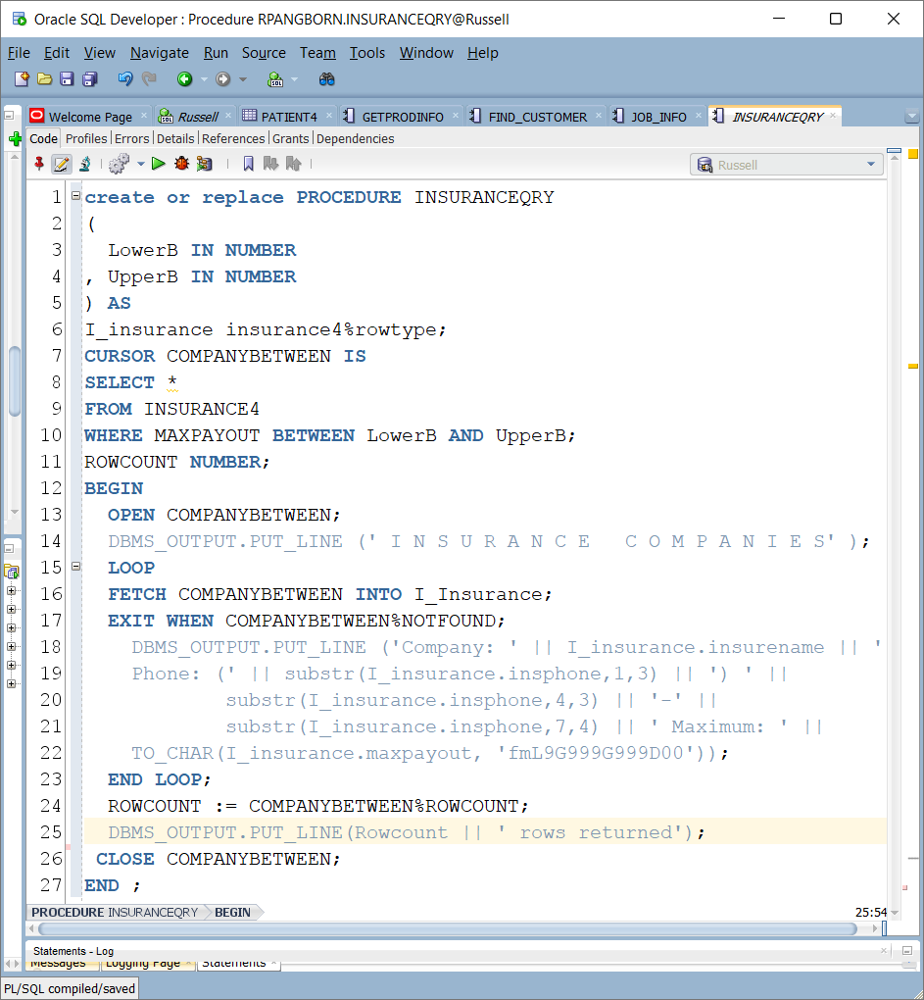 Oracle SQL Developer : Procedure RPANGBORN.INSURANCEQRY@Russell
File Edit View Navigate Run Source Team Tools Window Help
Welcome Page Russell PATIENT4 GETPRODINFO FIND_CUSTOMER JOB_INFO INSURANCEQRY
Code Profiles Errors Details References Grants Dependencies
Russell
1 create or replace PROCEDURE INSURANCEQRY
2 (
3 LowerB IN NUMBER
4 , UpperB IN NUMBER
5 ) AS
6 I_insurance insurance4%rowtype;
7 CURSOR COMPANYBETWEEN IS
8 SELECT *
9 FROM INSURANCE4
10 WHERE MAXPAYOUT BETWEEN LowerB AND UpperB;
11 ROWCOUNT NUMBER;
12 BEGIN
13 OPEN COMPANYBETWEEN;
14 DBMS_OUTPUT.PUT_LINE (' I N S U R A N C E   C O M P A N I E S' );
15 LOOP
16 FETCH COMPANYBETWEEN INTO I_Insurance;
17 EXIT WHEN COMPANYBETWEEN%NOTFOUND;
18 DBMS_OUTPUT.PUT_LINE ('Company: ' || I_insurance.insurename || '
19 Phone: (' || substr(I_insurance.insphone,1,3) || ') ' ||
20 substr(I_insurance.insphone,4,3) || '-' ||
21 substr(I_insurance.insphone,7,4) || ' Maximum: ' ||
22 TO_CHAR(I_insurance.maxpayout, 'fmL9G999G999D00'));
23 END LOOP;
24 ROWCOUNT := COMPANYBETWEEN%ROWCOUNT;
25 DBMS_OUTPUT.PUT_LINE(Rowcount || ' rows returned');
26 CLOSE COMPANYBETWEEN;
27 END ;
PROCEDURE INSURANCEQRY BEGIN 25:54
Statements - Log
Messages Logging Page Statements
PL/SQL compiled/saved